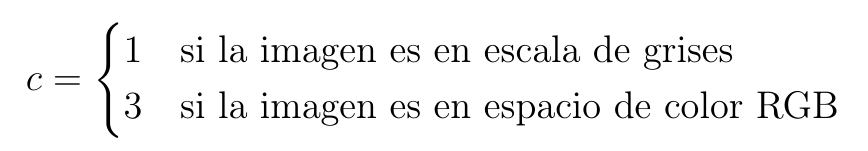 c = { 1 si la imagen es en escala de grises
3 si la imagen es en espacio de color RGB